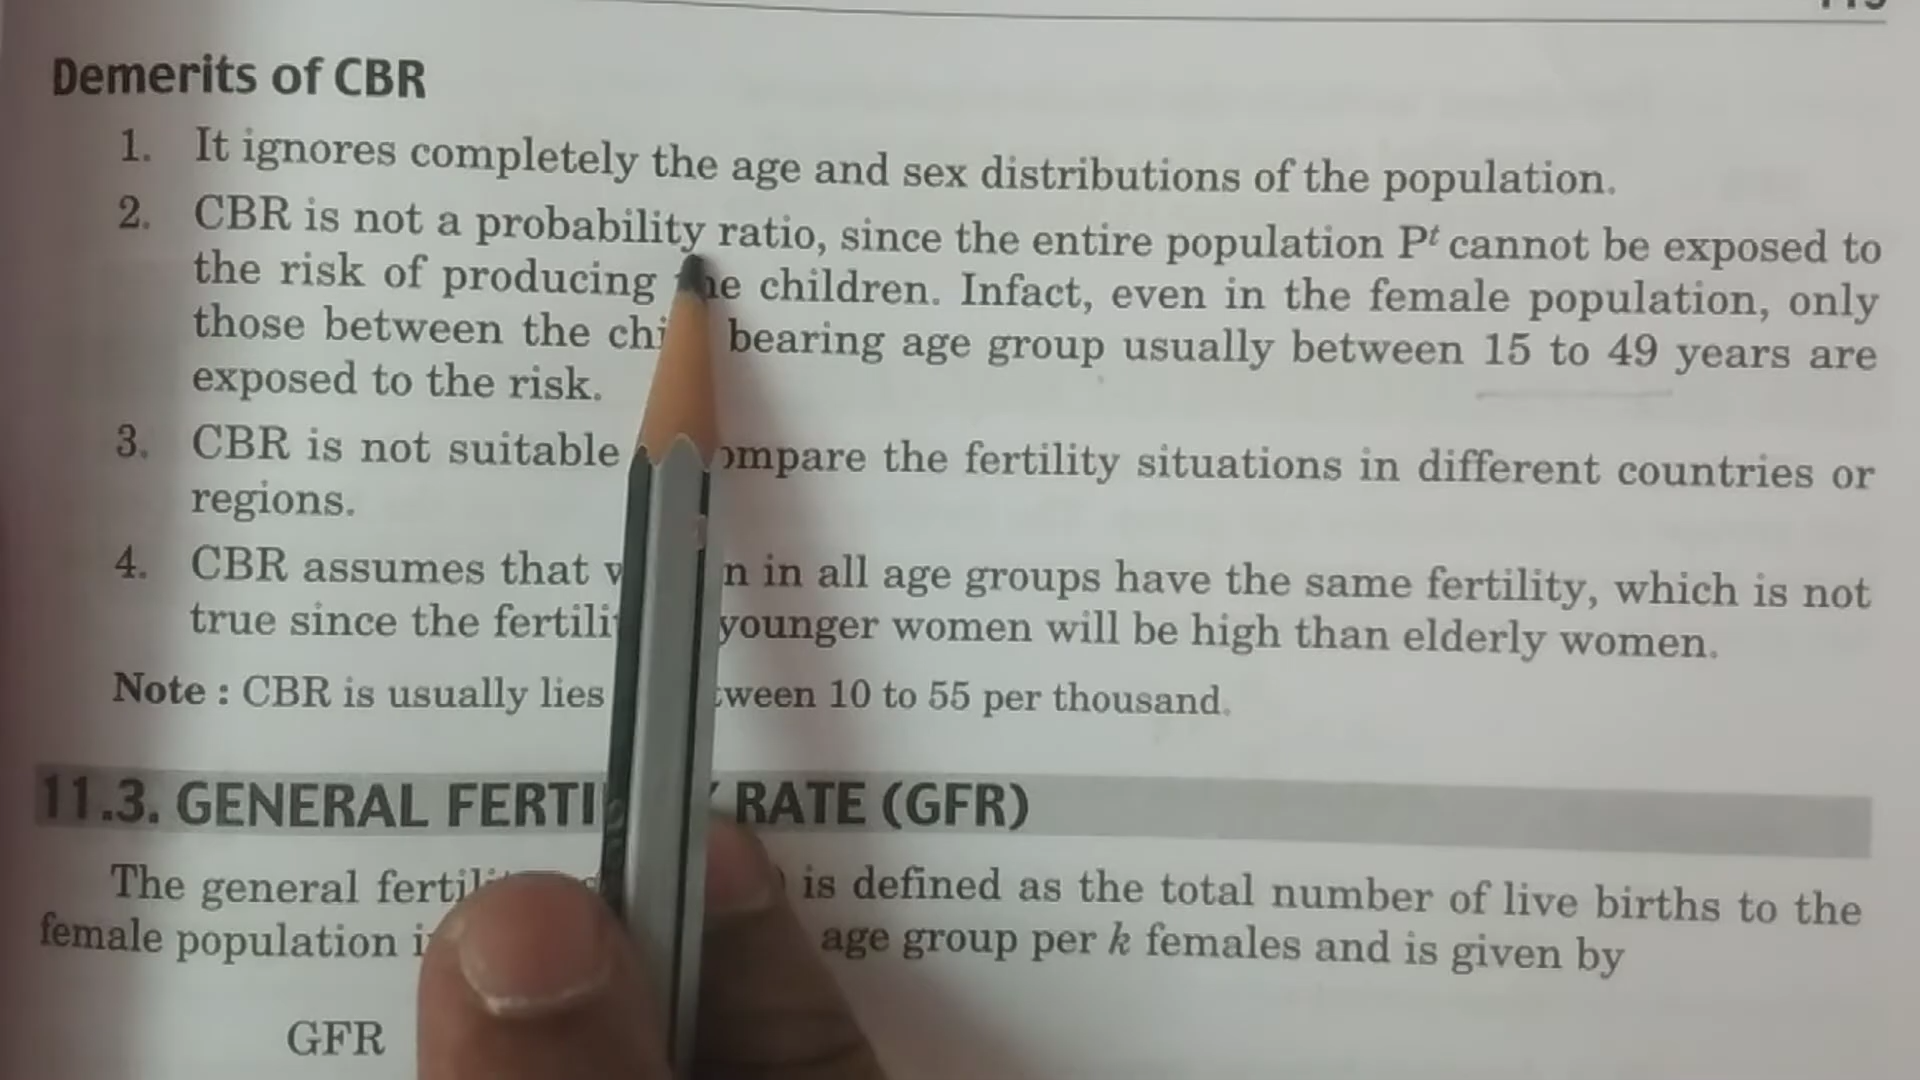 Demerits of CBR
1. It ignores completely the age and sex distributions of the population.
2. CBR is not a probability ratio, since the entire population Pᵗ cannot be exposed to
the risk of producing children. Infact, even in the female population, only
those between the bearing age group usually between 15 to 49 years are
exposed to the risk.
3. CBR is not suitable the fertility situations in different countries or
regions.
4. CBR assumes that in all age groups have the same fertility, which is not
true since the younger women will be high than elderly women.
Note : CBR is usually lies 10 to 55 per thousand.
11.3. GENERAL RATE (GFR)
The general is defined as the total number of live births to the
female population age group per k females and is given by
GFR